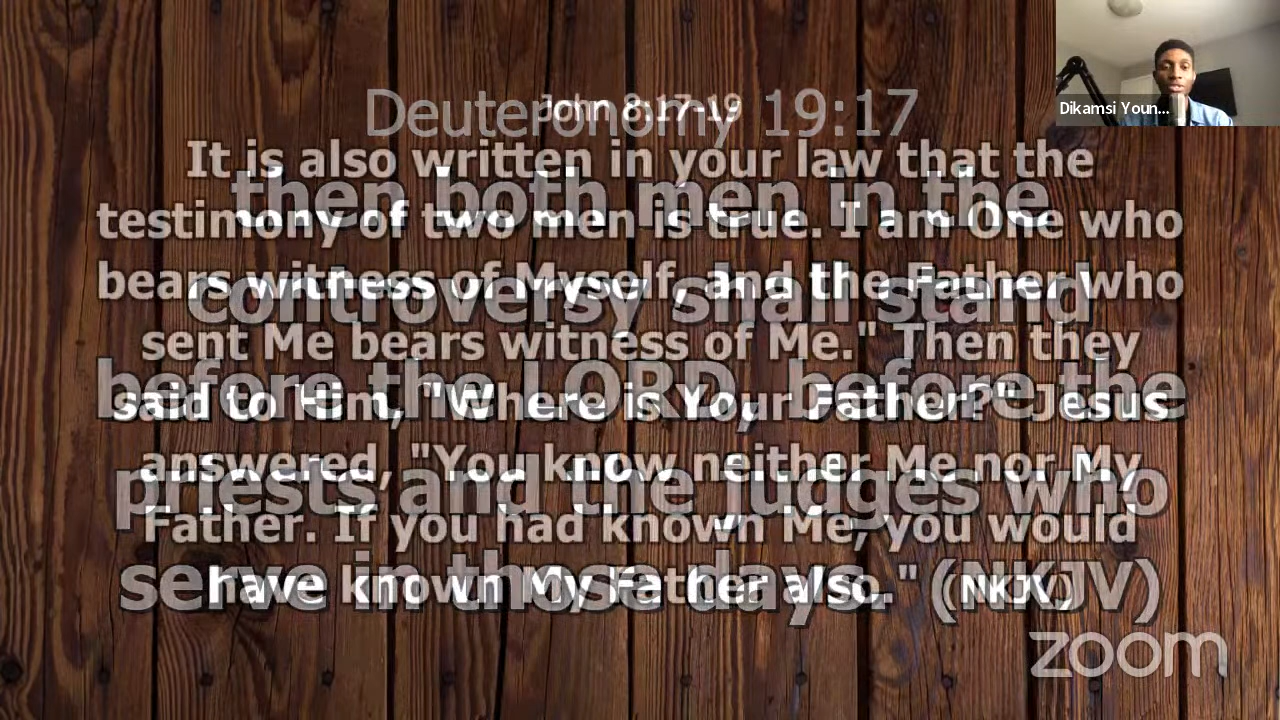 Dikamsi Youn...
Deuteronomy 19:17
then both men in the
controversy shall stand
before the LORD, before the
priests and the judges who
serve in those days. (NKJV)
John 8:17-19
It is also written in your law that the
testimony of two men is true. I am One who
bears witness of Myself, and the Father who
sent Me bears witness of Me." Then they
said to Him, "Where is Your Father?" Jesus
answered, "You know neither Me nor My
Father. If you had known Me, you would
have known My Father also." (NKJV)
zoom